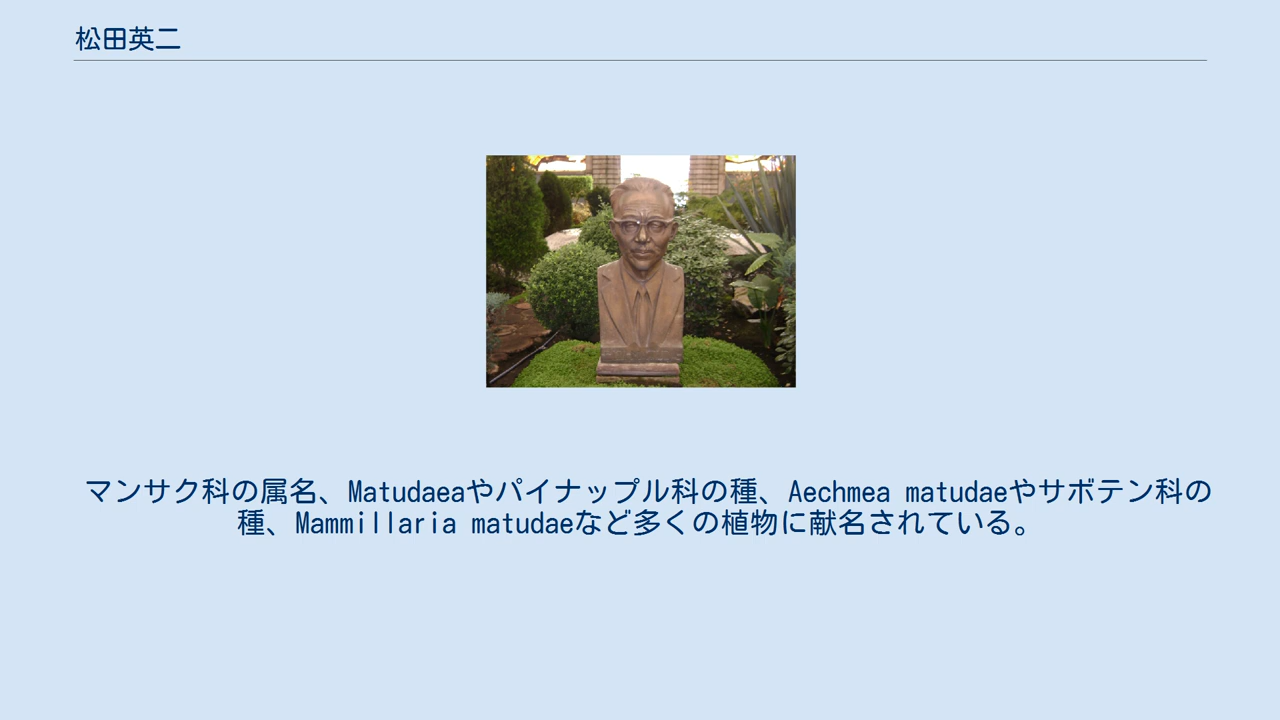 松田英二
マンサク科の属名、Matudaeaやパイナップル科の種、Aechmea matudaeやサボテン科の
種、Mammillaria matudaeなど多くの植物に献名されている。